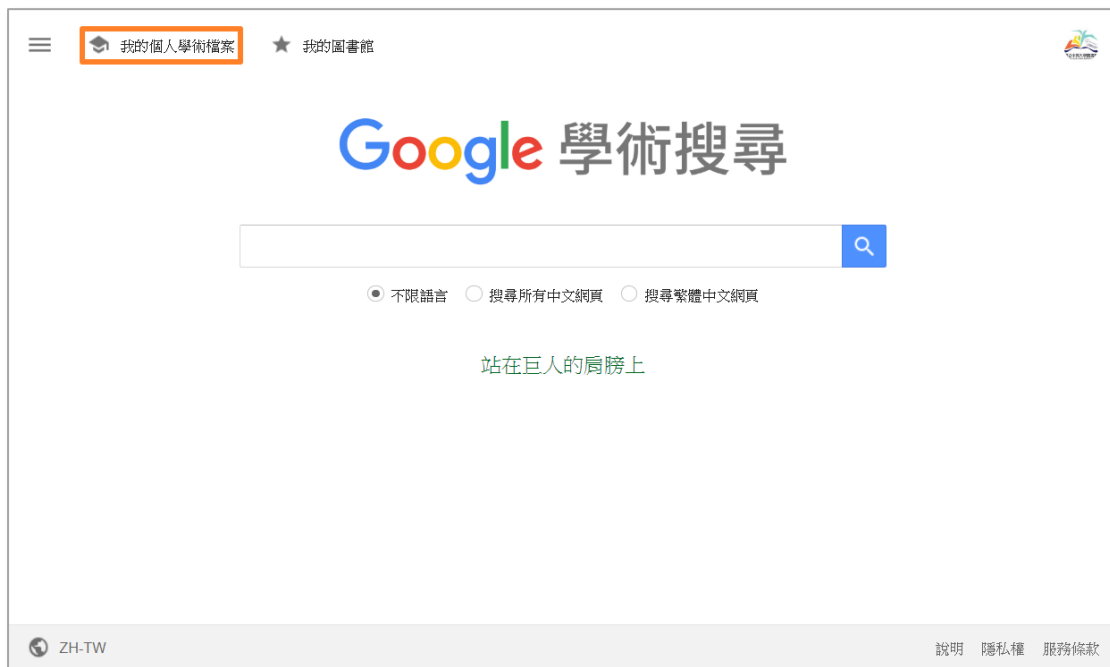 我的個人學術檔案 我的圖書館
Google 學術搜尋
不限語言 搜尋所有中文網頁 搜尋繁體中文網頁
站在巨人的肩膀上
ZH-TW 說明 隱私權 服務條款